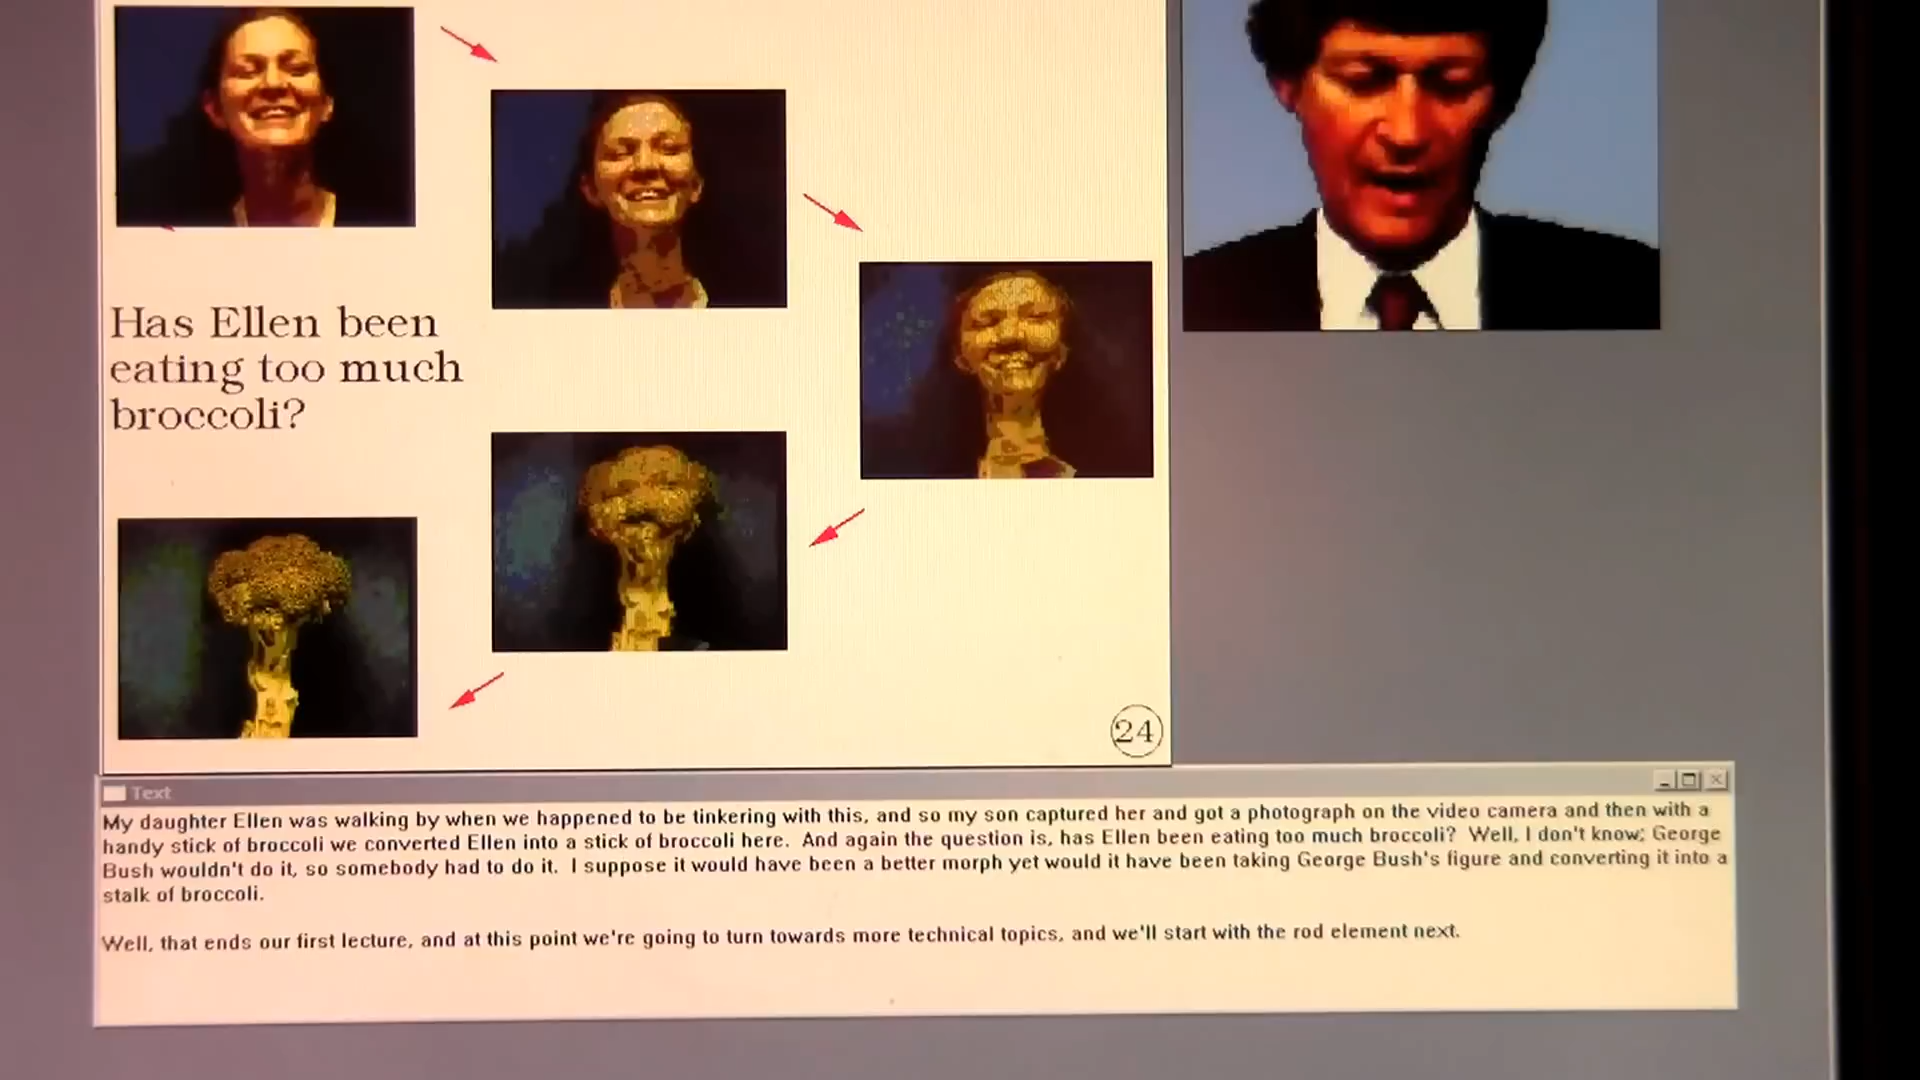 Has Ellen been
eating too much
broccoli?
24
Text
My daughter Ellen was walking by when we happened to be tinkering with this, and so my son captured her and got a photograph on the video camera and then with a
handy stick of broccoli we converted Ellen into a stick of broccoli here.  And again the question is, has Ellen been eating too much broccoli?  Well, I don't know; George
Bush wouldn't do it, so somebody had to do it.  I suppose it would have been a better morph yet would it have been taking George Bush's figure and converting it into a
stalk of broccoli.
Well, that ends our first lecture, and at this point we're going to turn towards more technical topics, and we'll start with the rod element next.